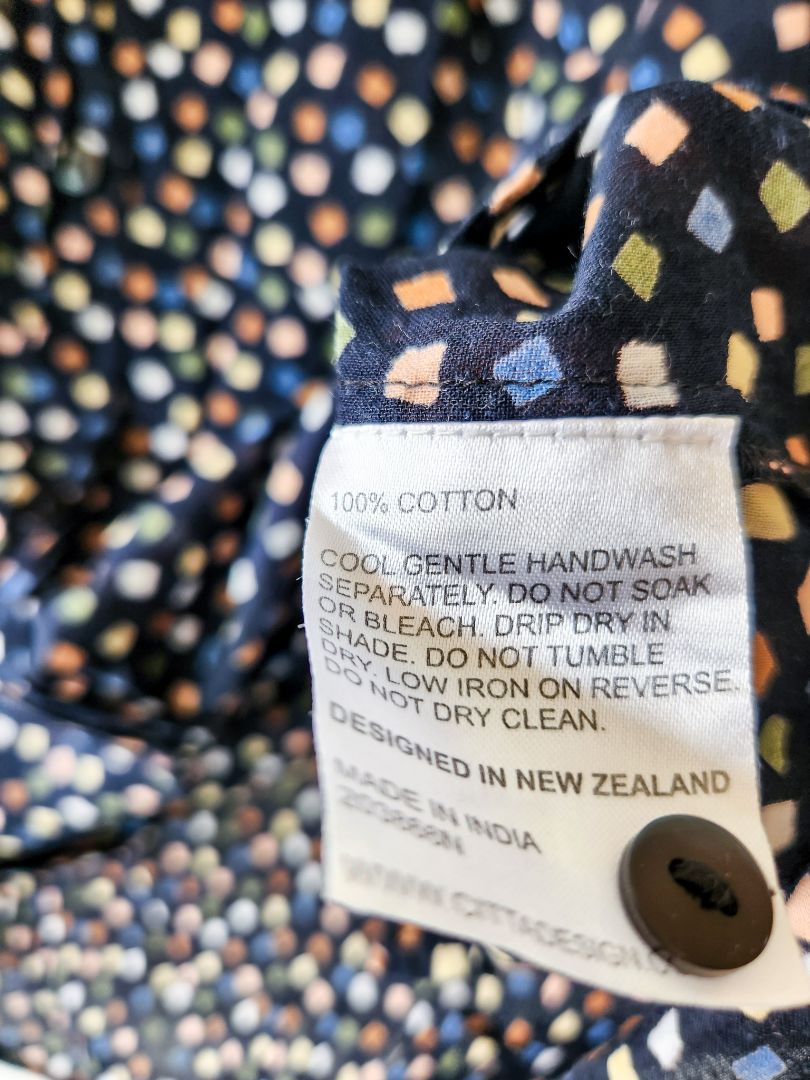 100% COTTON
COOL GENTLE HANDWASH
SEPARATELY. DO NOT SOAK
OR BLEACH. DRIP DRY IN
SHADE. DO NOT TUMBLE
DRY. LOW IRON ON REVERSE.
DO NOT DRY CLEAN.
DESIGNED IN NEW ZEALAND
MADE IN INDIA